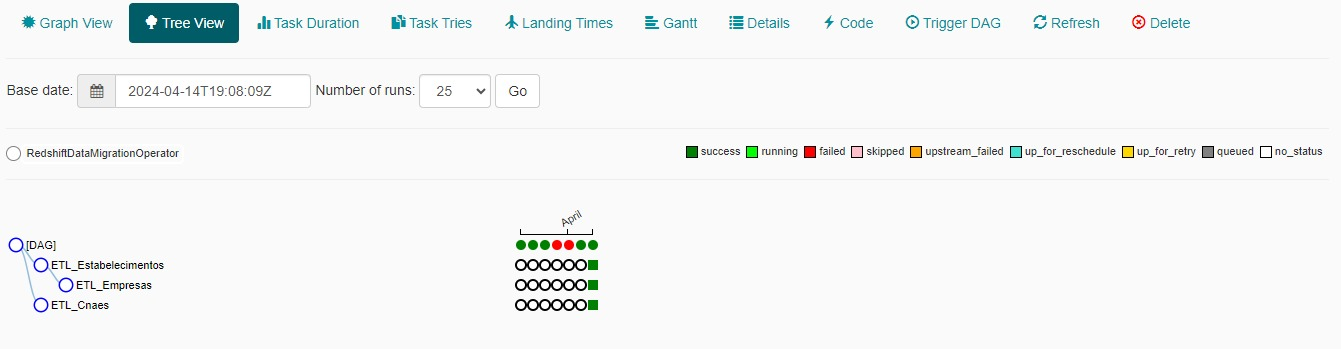 Graph View Tree View Task Duration Task Tries Landing Times Gantt Details Code Trigger DAG Refresh Delete
Base date: 2024-04-14T19:08:09Z Number of runs: 25 Go
RedshiftDataMigrationOperator success running failed skipped upstream_failed up_for_reschedule up_for_retry queued no_status
April
[DAG]
ETL_Estabelecimentos
ETL_Empresas
ETL_Cnaes